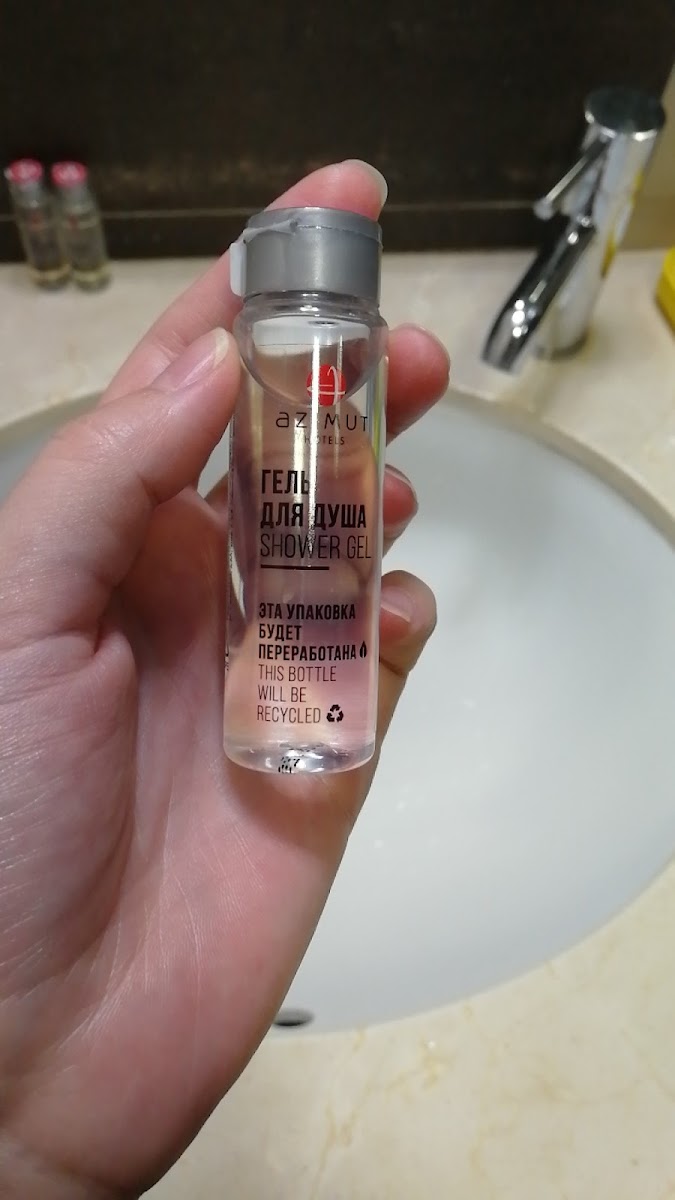 AZIMUT
HOTELS
ГЕЛЬ
ДЛЯ ДУША
SHOWER GEL
ЭТА УПАКОВКА
БУДЕТ
ПЕРЕРАБОТАНА
THIS BOTTLE
WILL BE
RECYCLED